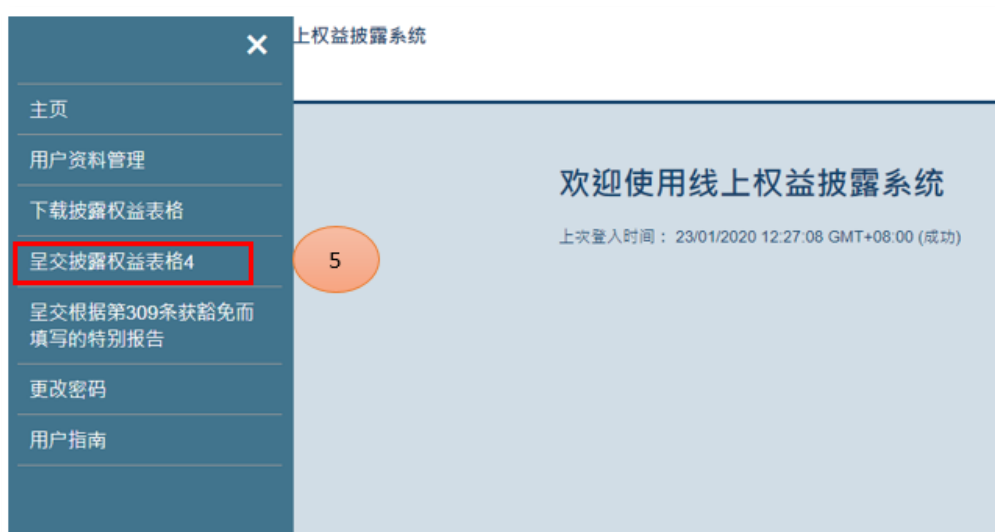 ×
上权益披露系统
主页
用户资料管理
下载披露权益表格
呈交披露权益表格4
5
呈交根据第309条获豁免而
填写的特别报告
更改密码
用户指南
欢迎使用线上权益披露系统
上次登入时间： 23/01/2020 12:27:08 GMT+08:00 (成功)